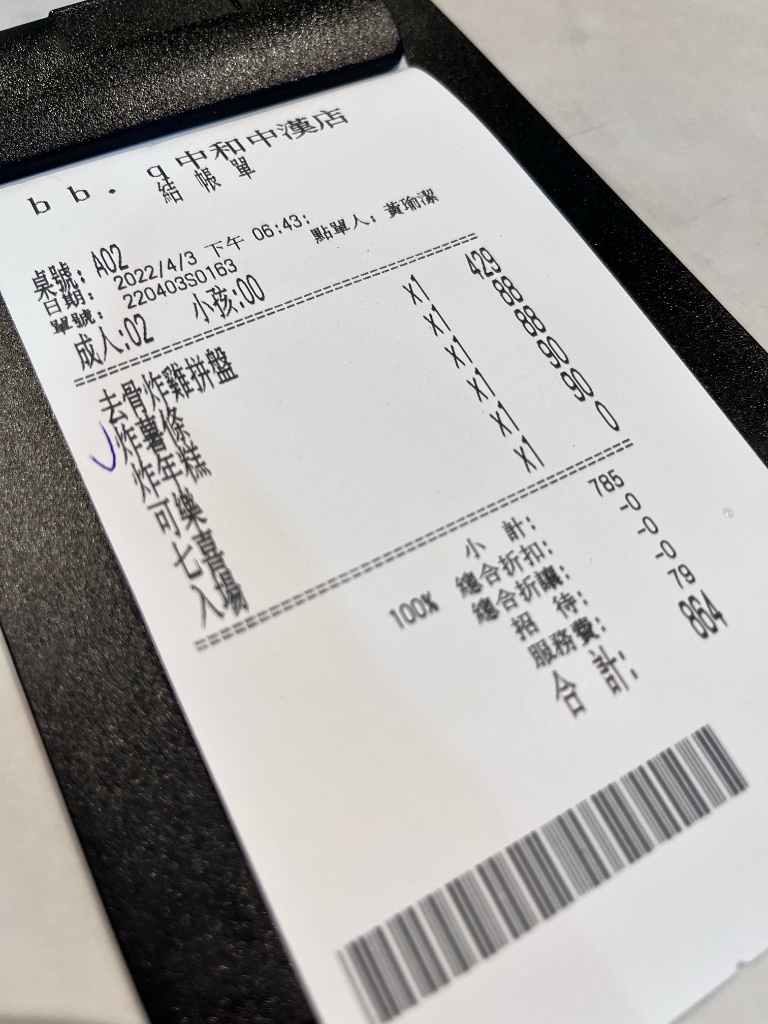 bb.q中和中漢店
結帳單
桌號: A02
日期: 2022/4/3 下午 06:43:
單號: 220403S0163 點單人: 黃瑜潔
成人:02 小孩:00
去骨炸雞拼盤 x1 429
炸薯條 x1 88
炸年糕 x1 88
可樂 x1 90
七喜 x1 90
入場 x1 0
小 計: 785
100% 總合折扣: -0
總合折讓: -0
招 待: -0
服務費: 79
合 計: 864